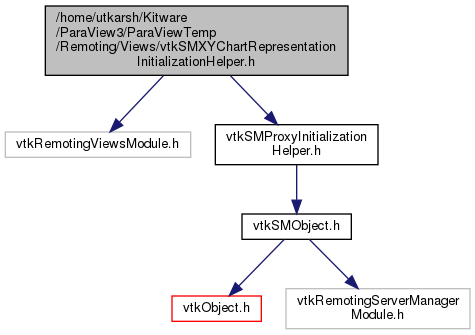 /home/utkarsh/Kitware
/ParaView3/ParaViewTemp
/Remoting/Views/vtkSMXYChartRepresentation
InitializationHelper.h
vtkRemotingViewsModule.h
vtkSMProxyInitialization
Helper.h
vtkSMObject.h
vtkObject.h
vtkRemotingServerManager
Module.h